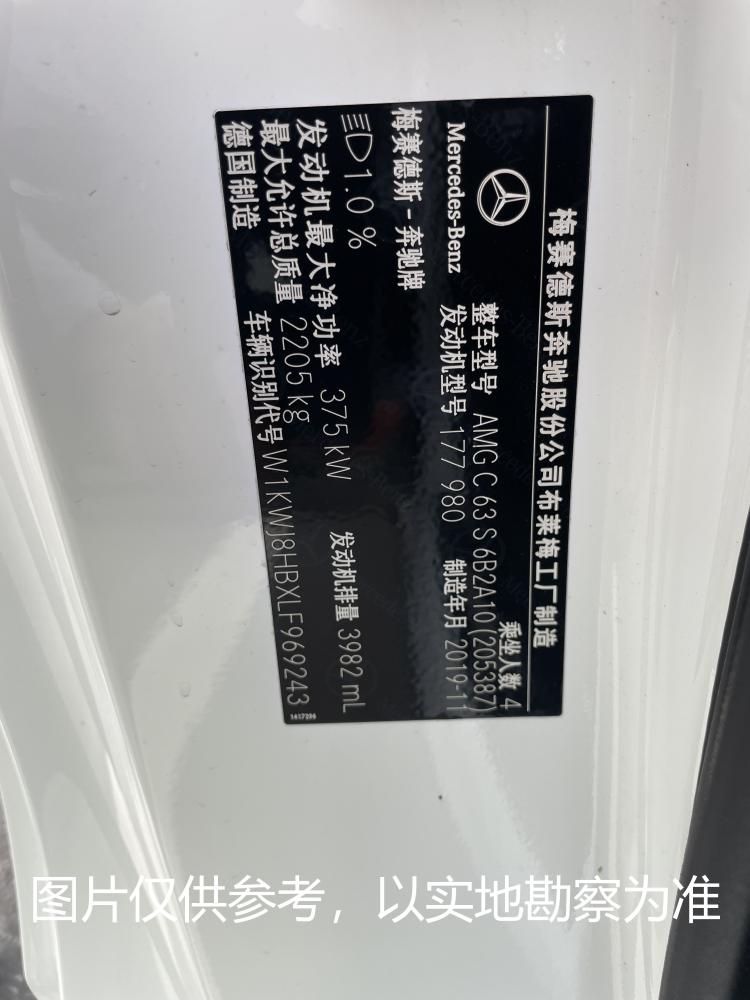 梅赛德斯奔驰股份公司布莱梅工厂制造
乘坐人数 4
Mercedes-Benz
整车型号 AMG C 63 S 6B2A10(205387)
发动机型号 177 980
制造年月 2019-11
梅赛德斯-奔驰牌
1.0 %
发动机最大净功率 375 kW
发动机排量 3982 mL
最大允许总质量 2205 kg
德国制造
车辆识别代号 W1KWJ8HBXLF969243
图片仅供参考，以实地勘察为准